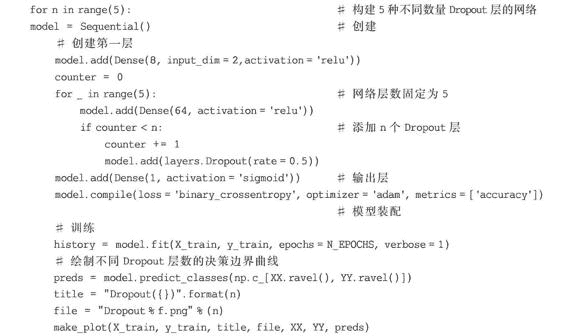 for n in range(5): # 构建 5 种不同数量 Dropout 层的网络
model = Sequential() # 创建
# 创建第一层
model.add(Dense(8, input_dim = 2,activation = 'relu'))
counter = 0
for _ in range(5): # 网络层数固定为 5
model.add(Dense(64, activation = 'relu'))
if counter < n: # 添加 n 个 Dropout 层
counter += 1
model.add(layers.Dropout(rate = 0.5))
model.add(Dense(1, activation = 'sigmoid')) # 输出层
model.compile(loss = 'binary_crossentropy', optimizer = 'adam', metrics = ['accuracy'])
# 模型装配
# 训练
history = model.fit(X_train, y_train, epochs = N_EPOCHS, verbose = 1)
# 绘制不同 Dropout 层数的决策边界曲线
preds = model.predict_classes(np.c_[XX.ravel(), YY.ravel()])
title = "Dropout({})".format(n)
file = "Dropout % f.png" % (n)
make_plot(X_train, y_train, title, file, XX, YY, preds)